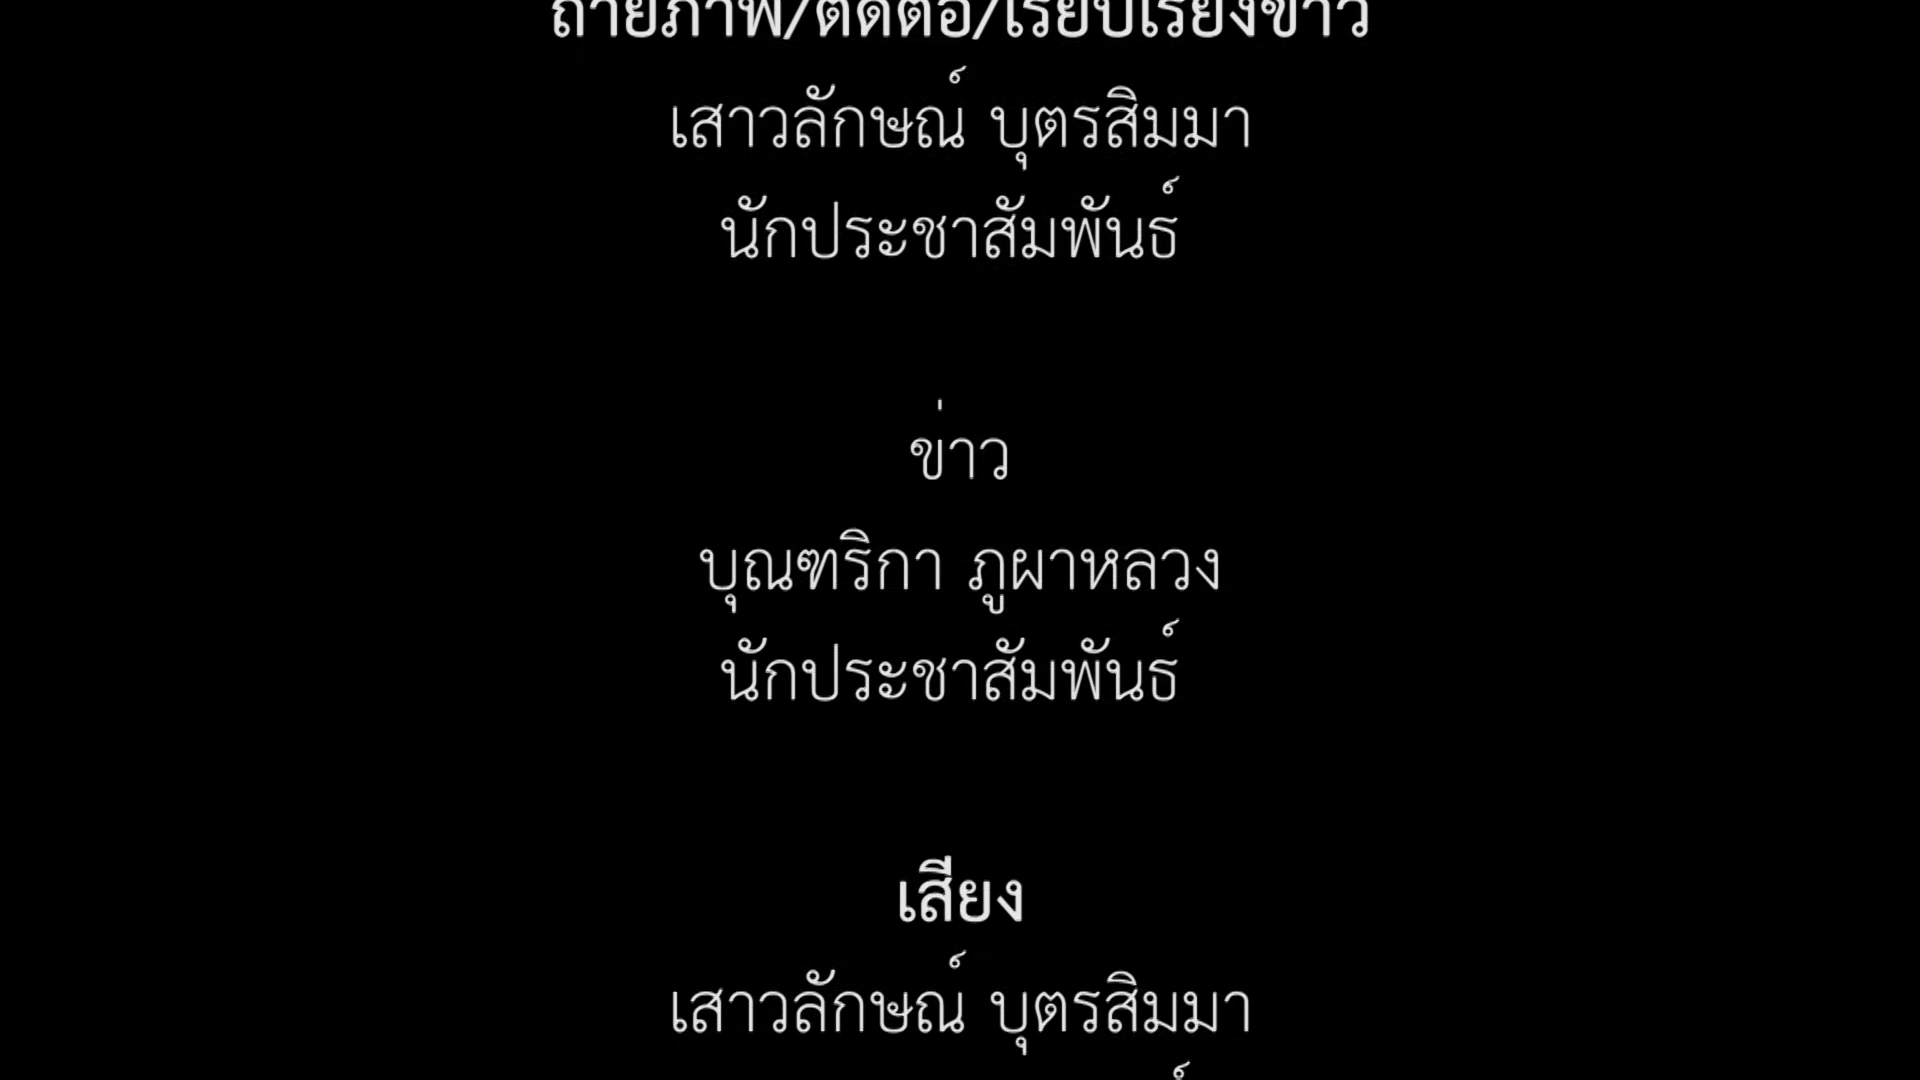 ถ่ายภาพ/ตัดต่อ/เรียบเรียงข่าว
เสาวลักษณ์ บุตรสิมมา
นักประชาสัมพันธ์
ข่าว
บุณฑริกา ภูผาหลวง
นักประชาสัมพันธ์
เสียง
เสาวลักษณ์ บุตรสิมมา